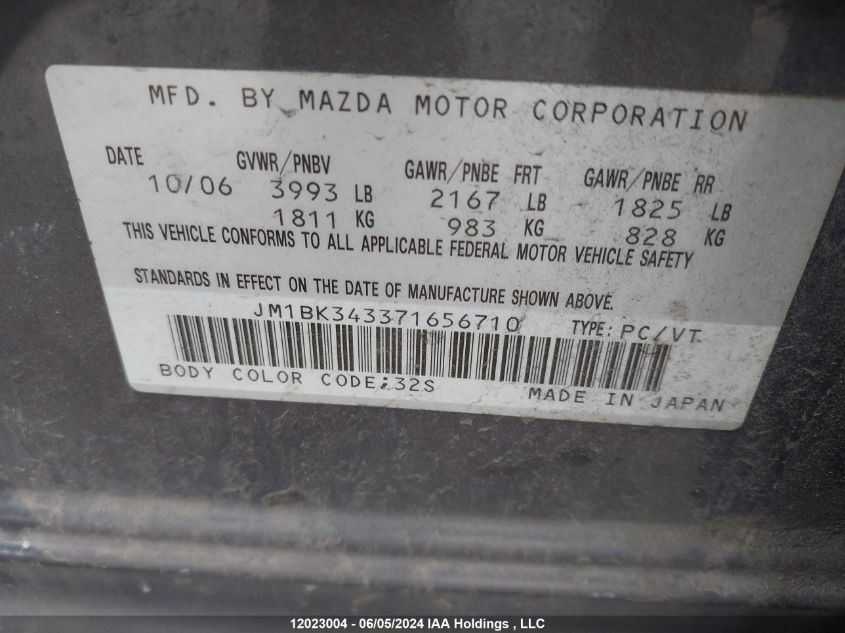 MFD. BY MAZDA MOTOR CORPORATION
DATE GVWR/PNBV GAWR/PNBE FRT GAWR/PNBE RR
10/06 3993 LB 2167 LB 1825 LB
1811 KG 983 KG 828 KG
THIS VEHICLE CONFORMS TO ALL APPLICABLE FEDERAL MOTOR VEHICLE SAFETY
STANDARDS IN EFFECT ON THE DATE OF MANUFACTURE SHOWN ABOVE.
JM1BK343371656710 TYPE: PC/VT
BODY COLOR CODE:32S MADE IN JAPAN
12023004 - 06/05/2024 IAA Holdings , LLC